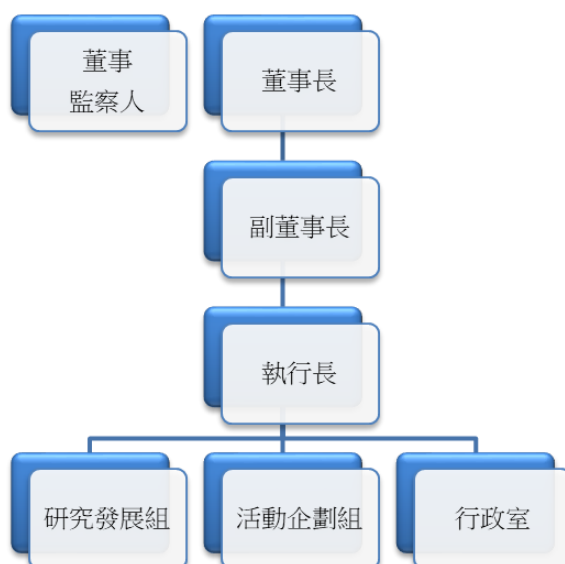 董事
監察人
董事長
副董事長
執行長
研究發展組
活動企劃組
行政室